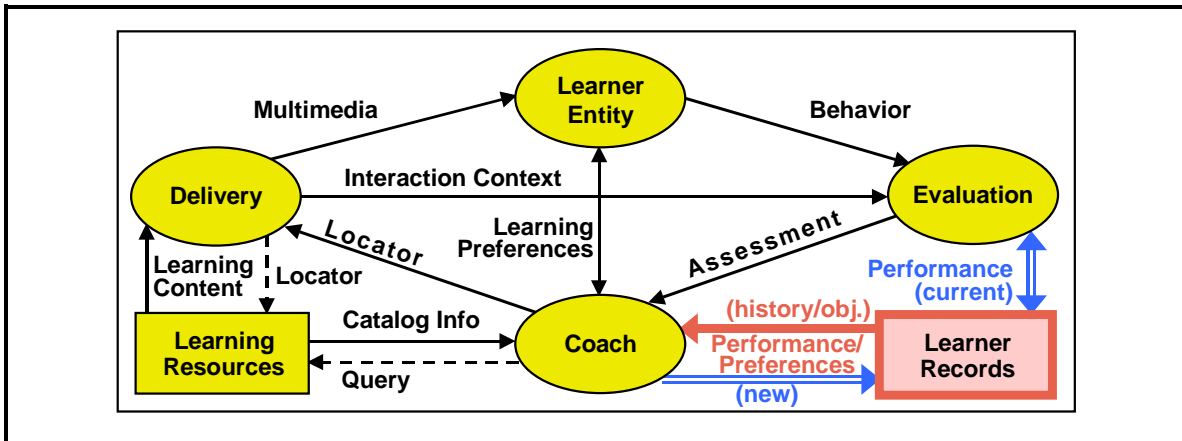 Learner
Entity
Multimedia
Behavior
Delivery
Interaction Context
Evaluation
Locator
Learning
Preferences
Assessment
Learning
Content
Locator
Performance
(current)
Learning
Resources
Catalog Info
Query
Coach
(history/obj.)
Performance/
Preferences
(new)
Learner
Records